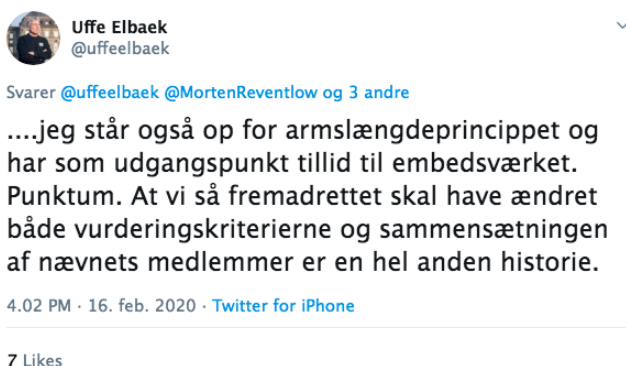 Uffe Elbaek
@uffeelbaek
Svarer @uffeelbaek @MortenReventlow og 3 andre
....jeg står også op for armslængdeprincippet og
har som udgangspunkt tillid til embedsværket.
Punktum. At vi så fremadrettet skal have ændret
både vurderingskriterierne og sammensætningen
af nævnets medlemmer er en hel anden historie.
4.02 PM · 16. feb. 2020 · Twitter for iPhone
7 Likes